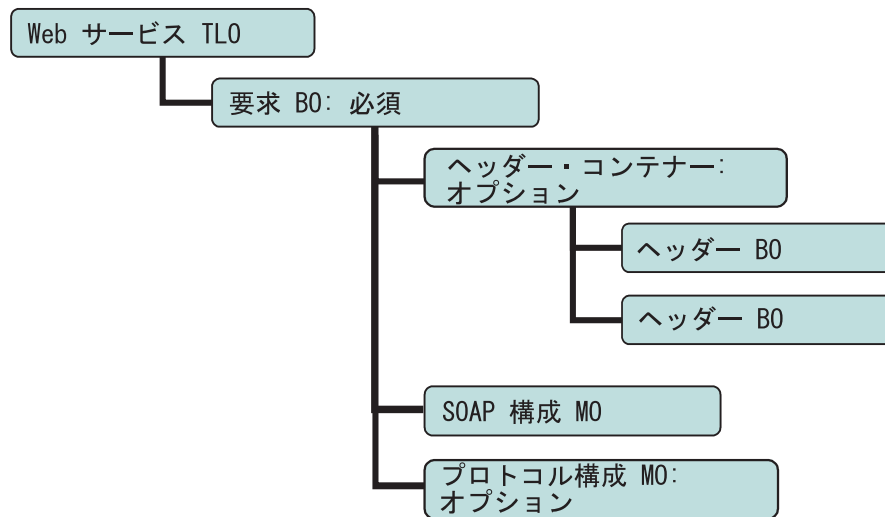 Web サービス TLO
要求 BO: 必須
ヘッダー・コンテナー:
オプション
ヘッダー BO
ヘッダー BO
SOAP 構成 MO
プロトコル構成 MO:
オプション